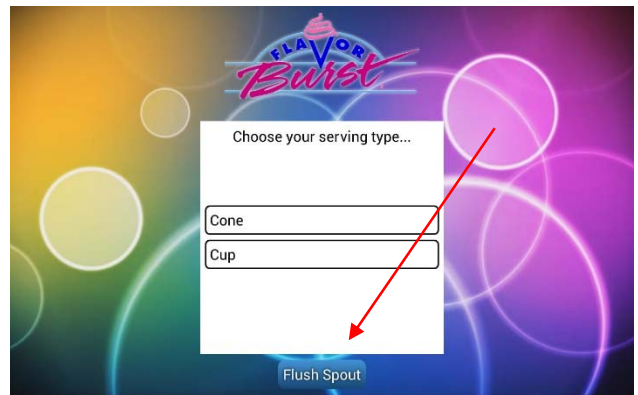 FLAVOR
Burst
Choose your serving type...
Cone
Cup
Flush Spout